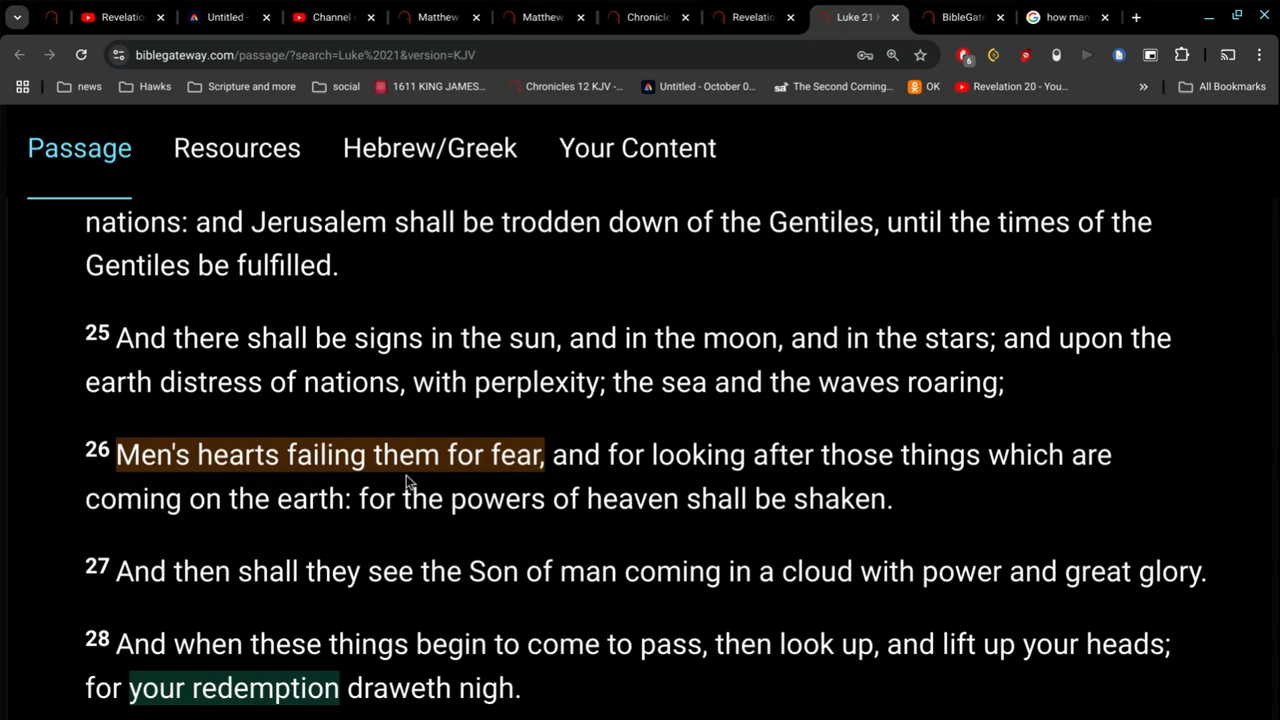 Revelatio
Untitled -
Channel c
Matthew
Matthew
Chronicle
Revelatio
Luke 21
BibleGate
how man
biblegateway.com/passage/?search=Luke%2021&version=KJV
6
news
Hawks
Scripture and more
social
1611 KING JAMES...
Chronicles 12 KJV -...
Untitled - October 0...
sa The Second Coming...
OK
Revelation 20 - You...
»
All Bookmarks
Passage Resources Hebrew/Greek Your Content
nations: and Jerusalem shall be trodden down of the Gentiles, until the times of the
Gentiles be fulfilled.
25 And there shall be signs in the sun, and in the moon, and in the stars; and upon the
earth distress of nations, with perplexity; the sea and the waves roaring;
26 Men's hearts failing them for fear, and for looking after those things which are
coming on the earth: for the powers of heaven shall be shaken.
27 And then shall they see the Son of man coming in a cloud with power and great glory.
28 And when these things begin to come to pass, then look up, and lift up your heads;
for your redemption draweth nigh.